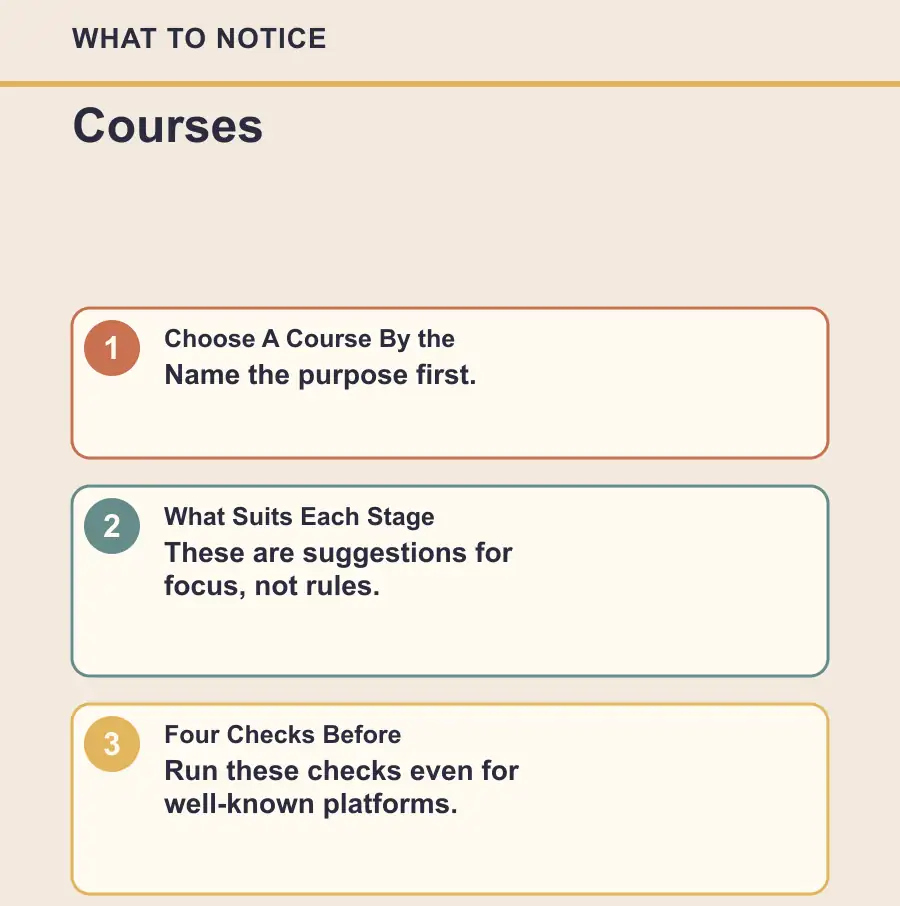 WHAT TO NOTICE
Courses
1
Choose A Course By the
Name the purpose first.
2
What Suits Each Stage
These are suggestions for
focus, not rules.
3
Four Checks Before
Run these checks even for
well-known platforms.